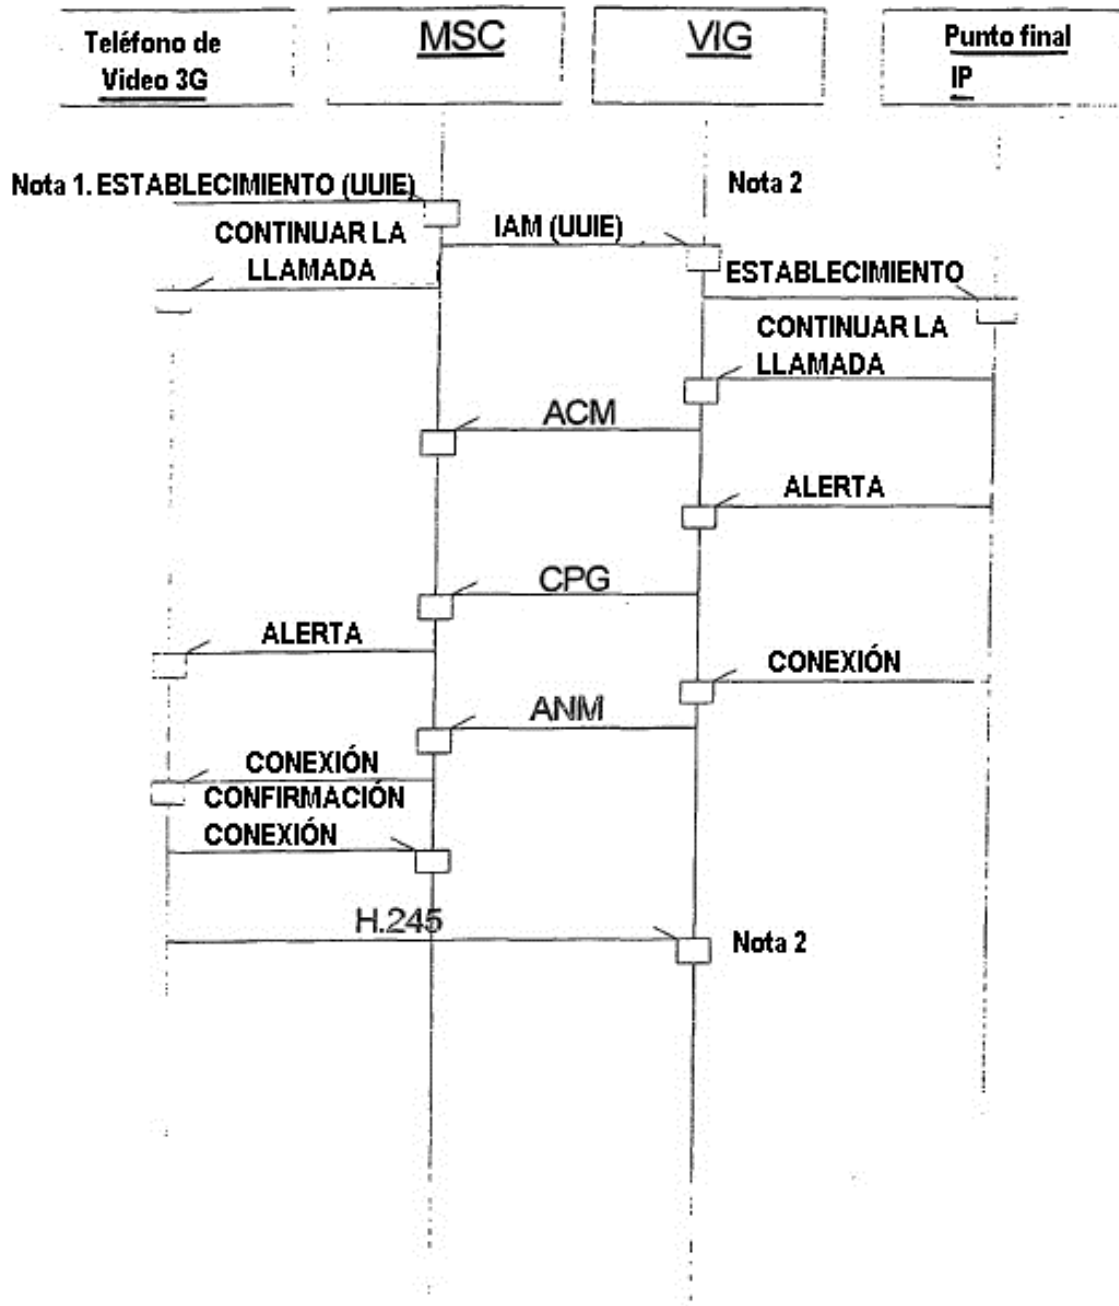 Teléfono de
Video 3G
MSC
VIG
Punto final
IP
Nota 1. ESTABLECIMIENTO (UUIE)
Nota 2
CONTINUAR LA
LLAMADA
IAM (UUIE)
ESTABLECIMIENTO
CONTINUAR LA
LLAMADA
ACM
ALERTA
CPG
ALERTA
CONEXIÓN
ANM
CONEXIÓN
CONFIRMACIÓN
CONEXIÓN
H.245
Nota 2